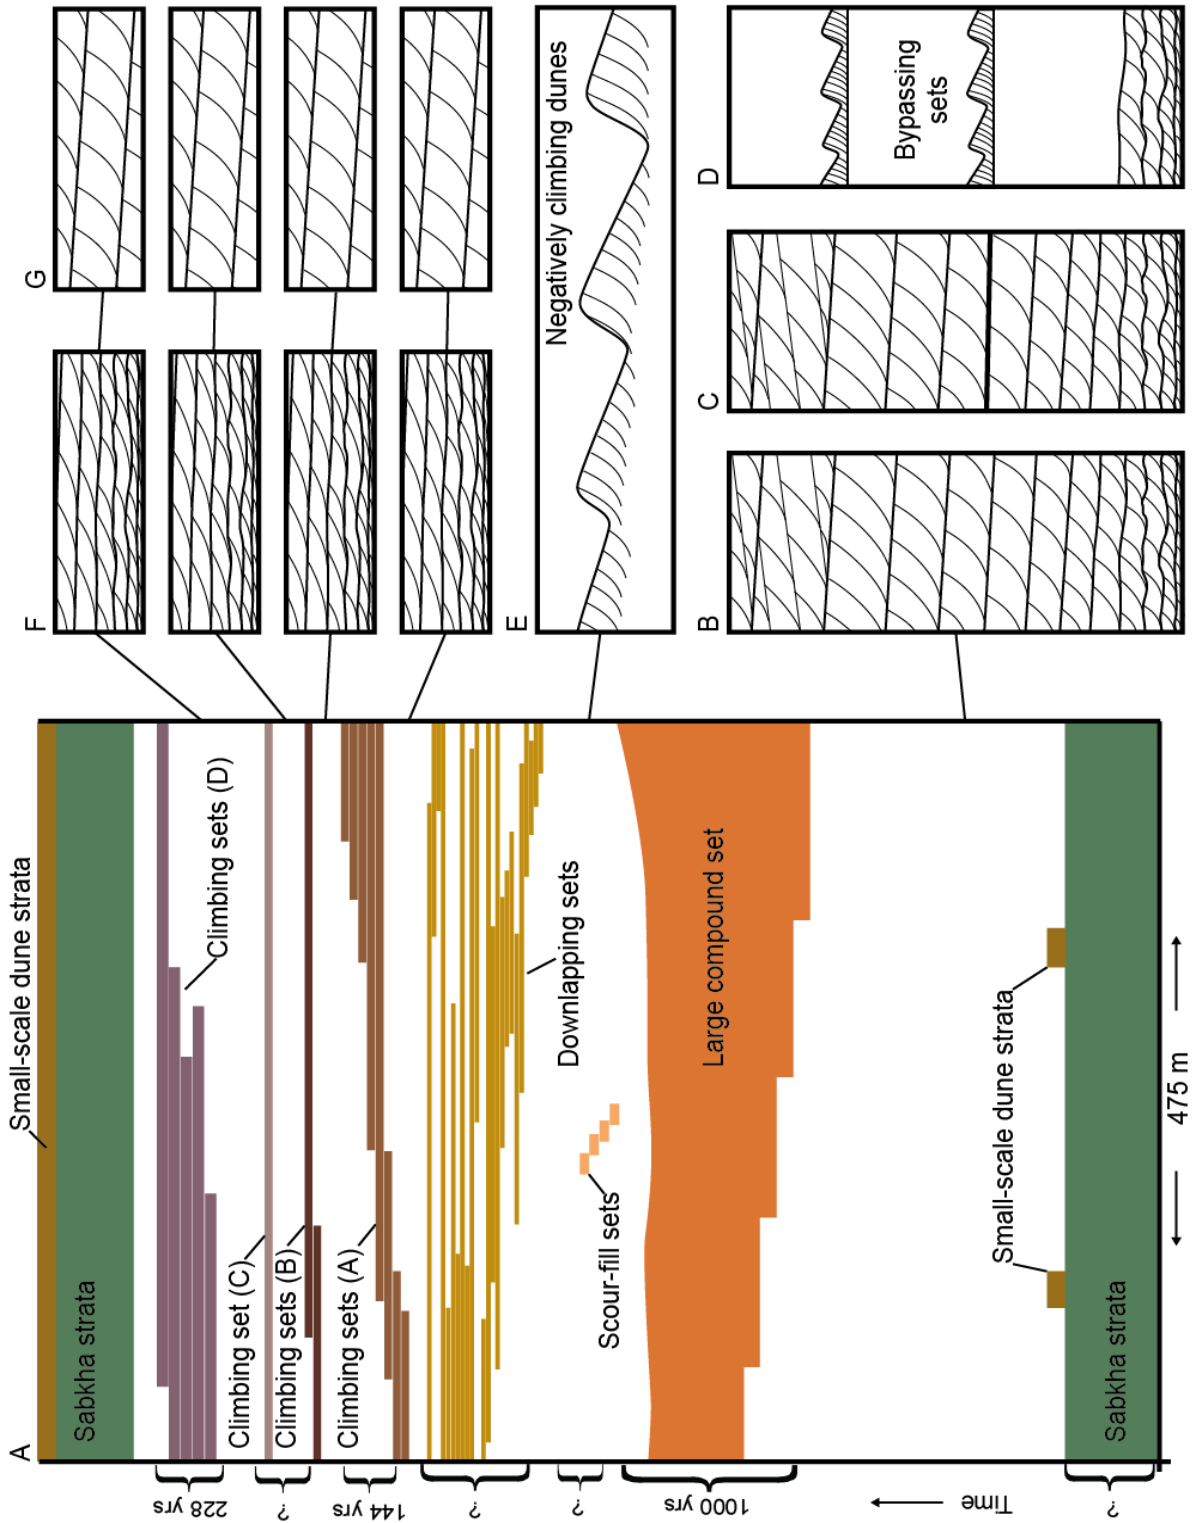 A
Small-scale dune strata
Sabkha strata
Climbing sets (D)
Climbing set (C)
Climbing sets (B)
Climbing sets (A)
Downlapping sets
Scour-fill sets
Large compound set
Small-scale dune strata
Sabkha strata
475 m
228 yrs
?
144 yrs
?
?
1000 yrs
Time
?
F
G
E
Negatively climbing dunes
B
C
D
Bypassing
sets